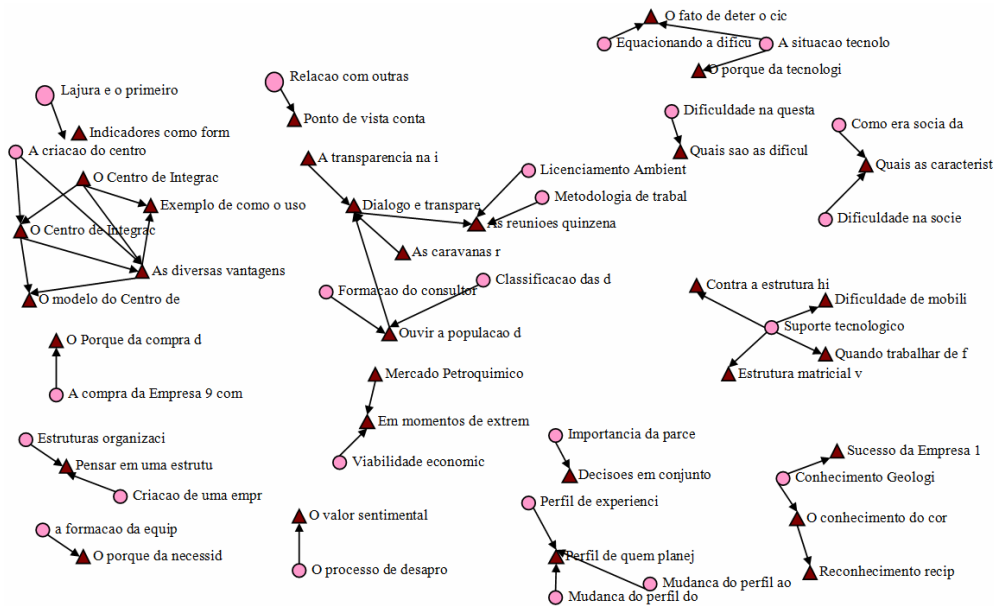 O fato de deter o cic
Equacionando a dificu
A situacao tecnolo
O porque da tecnologi
Relacao com outras
Lajura e o primeiro
Ponto de vista conta
Indicadores como form
Dificuldade na questa
Como era socia da
A criacao do centro
A transparencia na i
Quais sao as dificul
Quais as caracterist
O Centro de Integrac
Licenciamento Ambient
Exemplo de como o uso
Dialogo e transpare
Metodologia de trabal
As reunioes quinzena
Dificuldade na socie
O Centro de Integrac
As caravanas r
As diversas vantagens
Classificacao das d
Formacao do consultor
Contra a estrutura hi
O modelo do Centro de
Dificuldade de mobili
Ouvir a populacao d
Suporte tecnologico
O Porque da compra d
Quando trabalhar de f
Mercado Petroquimico
Estrutura matricial v
A compra da Empresa 9 com
Em momentos de extrem
Estruturas organizaci
Importancia da parce
Sucesso da Empresa 1
Pensar em uma estrutu
Viabilidade economic
Decisoes em conjunto
Conhecimento Geologi
Criacao de uma empr
Perfil de experienci
O valor sentimental
O conhecimento do cor
a formacao da equip
O porque da necessid
Perfil de quem planej
O processo de desapro
Reconhecimento recip
Mudanca do perfil ao
Mudanca do perfil do